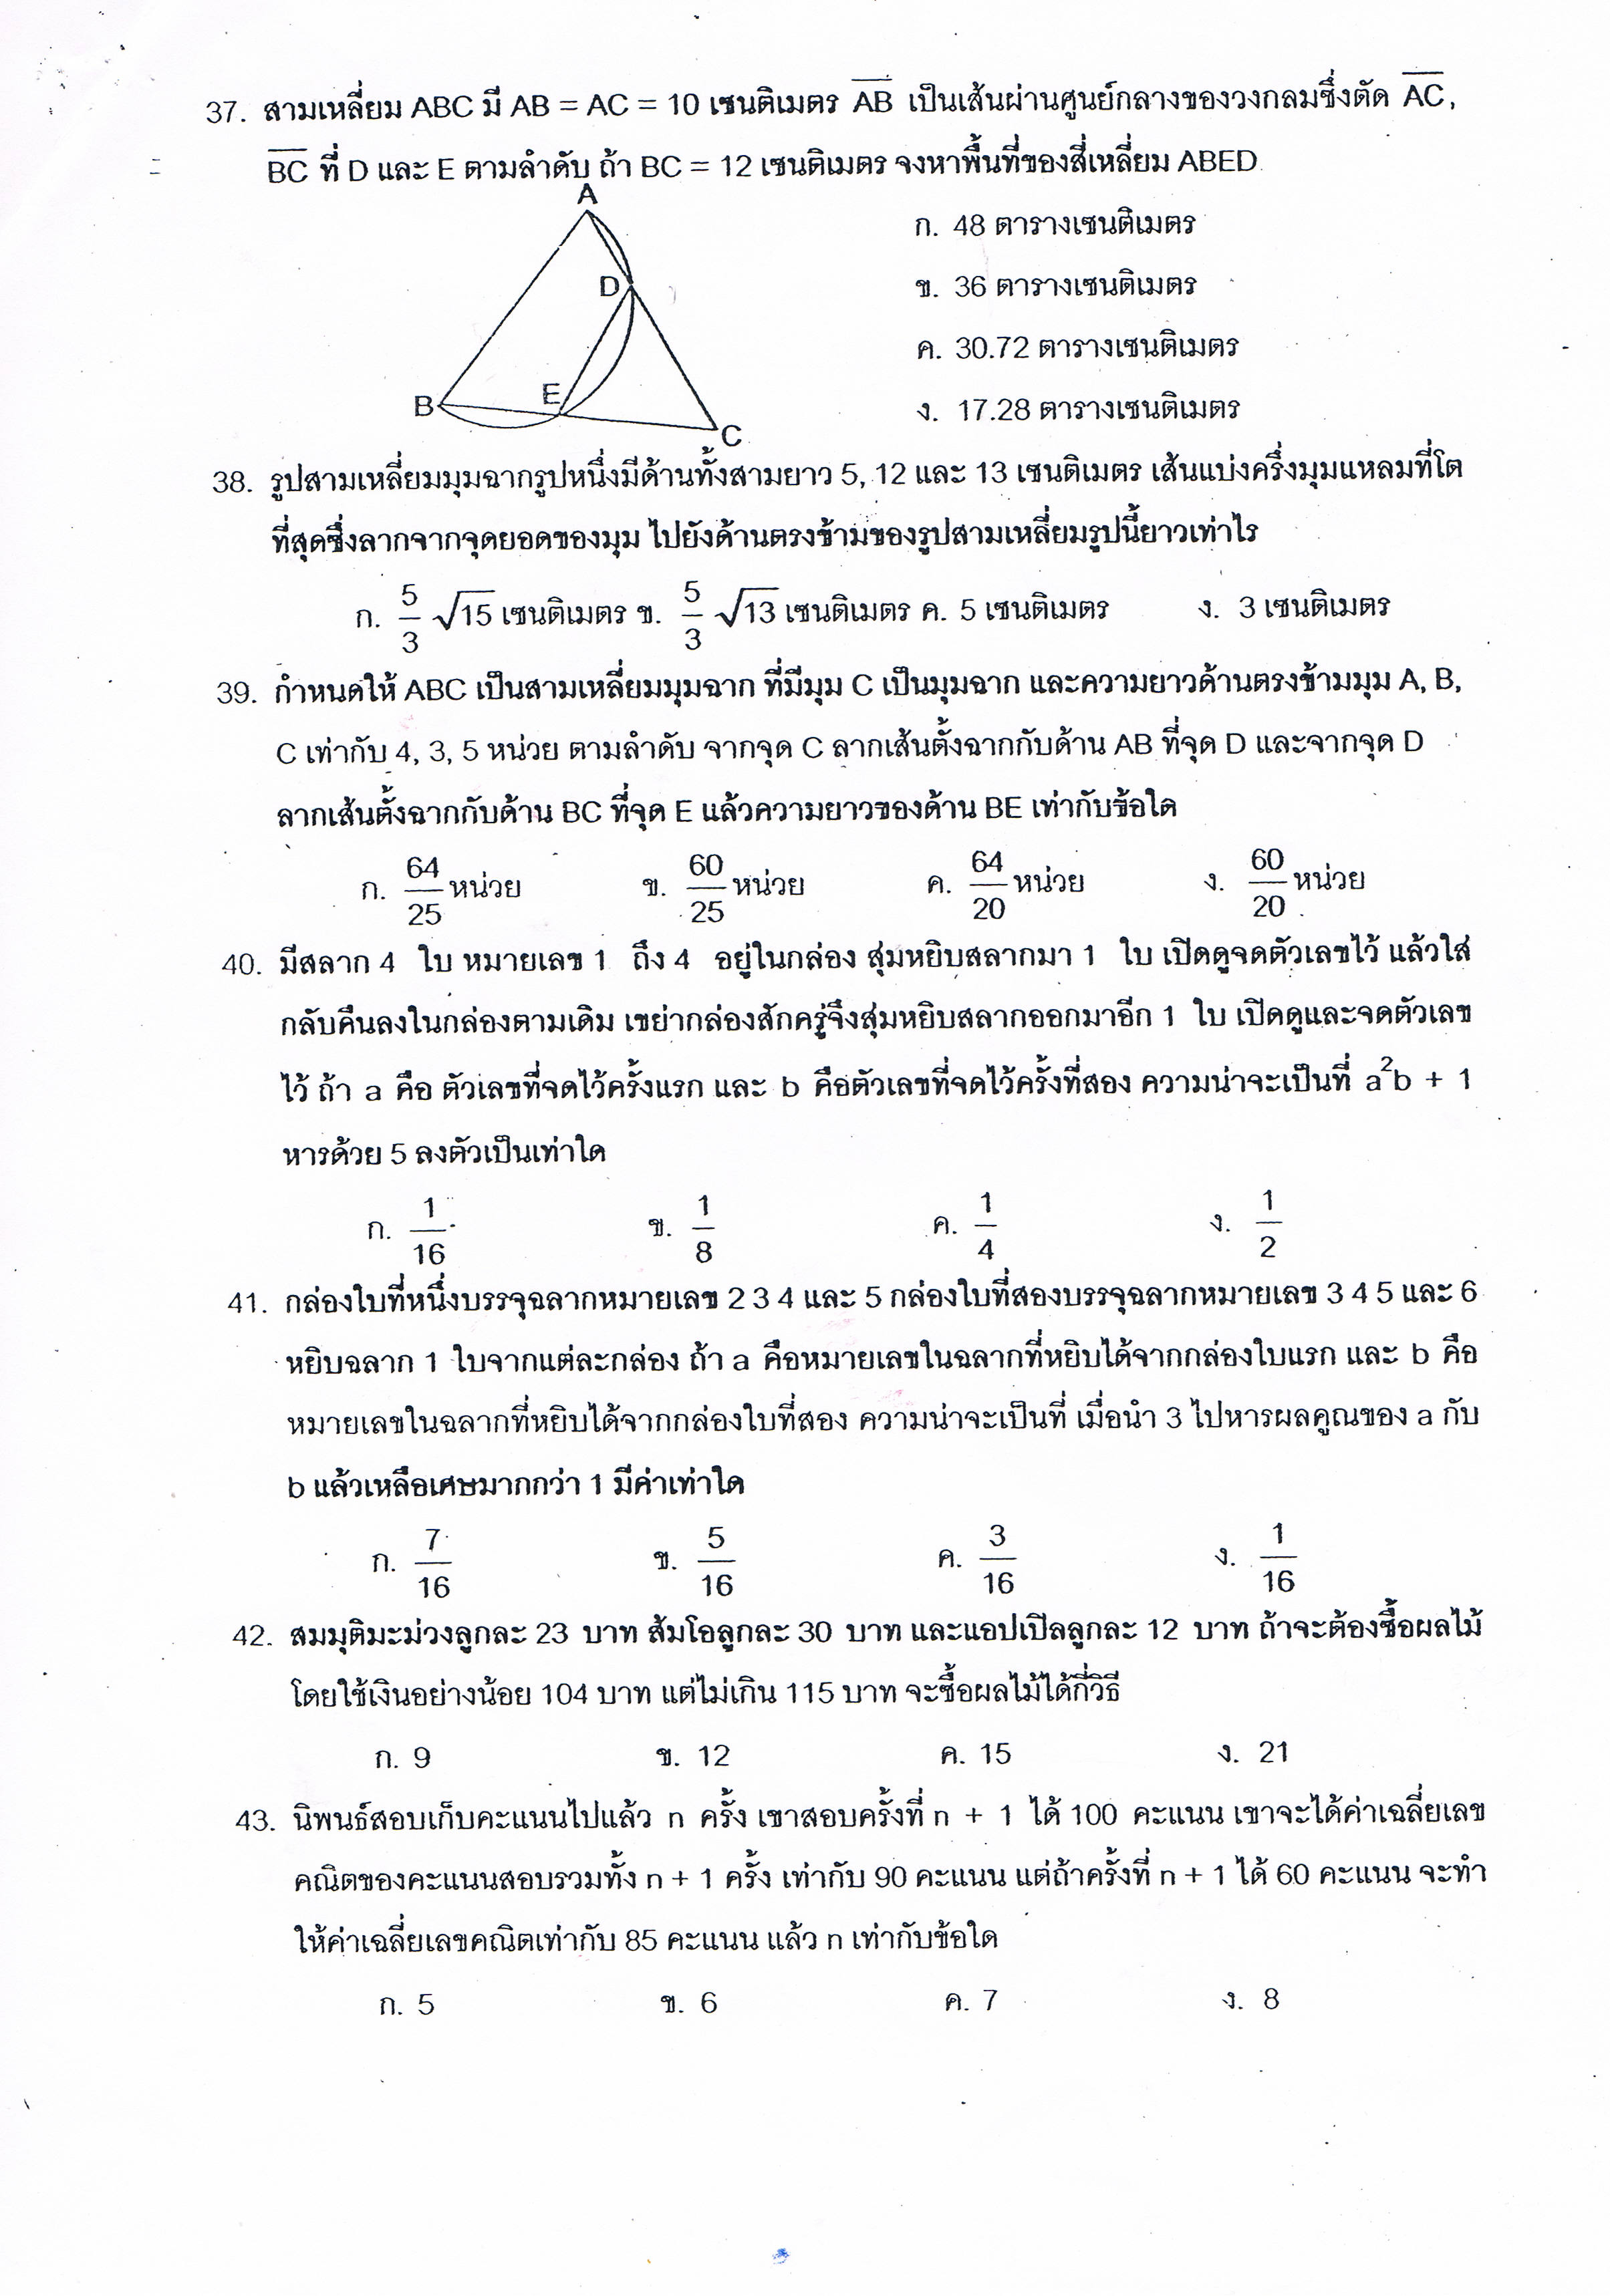 37. สามเหลี่ยม ABC มี AB = AC = 10 เซนติเมตร AB เป็นเส้นผ่านศูนย์กลางของวงกลมซึ่งตัด AC,
BC ที่ D และ E ตามลำดับ ถ้า BC = 12 เซนติเมตร จงหาพื้นที่ของสี่เหลี่ยม ABED
A
D
B
E
C
ก. 48 ตารางเซนติเมตร
ข. 36 ตารางเซนติเมตร
ค. 30.72 ตารางเซนติเมตร
ง. 17.28 ตารางเซนติเมตร
38. รูปสามเหลี่ยมมุมฉากรูปหนึ่งมีด้านทั้งสามยาว 5, 12 และ 13 เซนติเมตร เส้นแบ่งครึ่งมุมแหลมที่โต
ที่สุดซึ่งลากจากจุดยอดของมุม ไปยังด้านตรงข้ามของรูปสามเหลี่ยมรูปนี้ยาวเท่าไร
ก. 5/3 √15 เซนติเมตร ข. 5/3 √13 เซนติเมตร ค. 5 เซนติเมตร ง. 3 เซนติเมตร
39. กำหนดให้ ABC เป็นสามเหลี่ยมมุมฉาก ที่มีมุม C เป็นมุมฉาก และความยาวด้านตรงข้ามมุม A, B,
C เท่ากับ 4, 3, 5 หน่วย ตามลำดับ จากจุด C ลากเส้นตั้งฉากกับด้าน AB ที่จุด D และจากจุด D
ลากเส้นตั้งฉากกับด้าน BC ที่จุด E แล้วความยาวของด้าน BE เท่ากับข้อใด
ก. 64/25 หน่วย ข. 60/25 หน่วย ค. 64/20 หน่วย ง. 60/20 หน่วย
40. มีสลาก 4 ใบ หมายเลข 1 ถึง 4 อยู่ในกล่อง สุ่มหยิบสลากมา 1 ใบ เปิดดูจดตัวเลขไว้ แล้วใส่
กลับคืนลงในกล่องตามเดิม เขย่ากล่องสักครู่จึงสุ่มหยิบสลากออกมาอีก 1 ใบ เปิดดูและจดตัวเลข
ไว้ ถ้า a คือ ตัวเลขที่จดไว้ครั้งแรก และ b คือตัวเลขที่จดไว้ครั้งที่สอง ความน่าจะเป็นที่ a²b + 1
หารด้วย 5 ลงตัวเป็นเท่าใด
ก. 1/16 ข. 1/8 ค. 1/4 ง. 1/2
41. กล่องใบที่หนึ่งบรรจุฉลากหมายเลข 2 3 4 และ 5 กล่องใบที่สองบรรจุฉลากหมายเลข 3 4 5 และ 6
หยิบฉลาก 1 ใบจากแต่ละกล่อง ถ้า a คือหมายเลขในฉลากที่หยิบได้จากกล่องใบแรก และ b คือ
หมายเลขในฉลากที่หยิบได้จากกล่องใบที่สอง ความน่าจะเป็นที่ เมื่อนำ 3 ไปหารผลคูณของ a กับ
b แล้วเหลือเศษมากกว่า 1 มีค่าเท่าใด
ก. 7/16 ข. 5/16 ค. 3/16 ง. 1/16
42. สมมุติมะม่วงลูกละ 23 บาท ส้มโอลูกละ 30 บาท และแอปเปิลลูกละ 12 บาท ถ้าจะต้องซื้อผลไม้
โดยใช้เงินอย่างน้อย 104 บาท แต่ไม่เกิน 115 บาท จะซื้อผลไม้ได้กี่วิธี
ก. 9 ข. 12 ค. 15 ง. 21
43. นิพนธ์สอบเก็บคะแนนไปแล้ว n ครั้ง เขาสอบครั้งที่ n + 1 ได้ 100 คะแนน เขาจะได้ค่าเฉลี่ยเลข
คณิตของคะแนนสอบรวมทั้ง n + 1 ครั้ง เท่ากับ 90 คะแนน แต่ถ้าครั้งที่ n + 1 ได้ 60 คะแนน จะทำ
ให้ค่าเฉลี่ยเลขคณิตเท่ากับ 85 คะแนน แล้ว n เท่ากับข้อใด
ก. 5 ข. 6 ค. 7 ง. 8